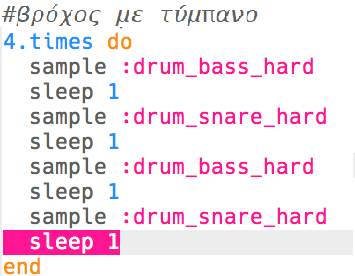 #βρόχος με τύμπανο
4.times do
  sample :drum_bass_hard
  sleep 1
  sample :drum_snare_hard
  sleep 1
  sample :drum_bass_hard
  sleep 1
  sample :drum_snare_hard
  sleep 1
end